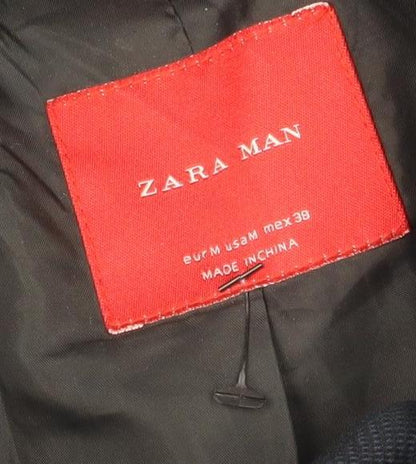 ZARA MAN
eur M usa M mex 38
MADE IN CHINA